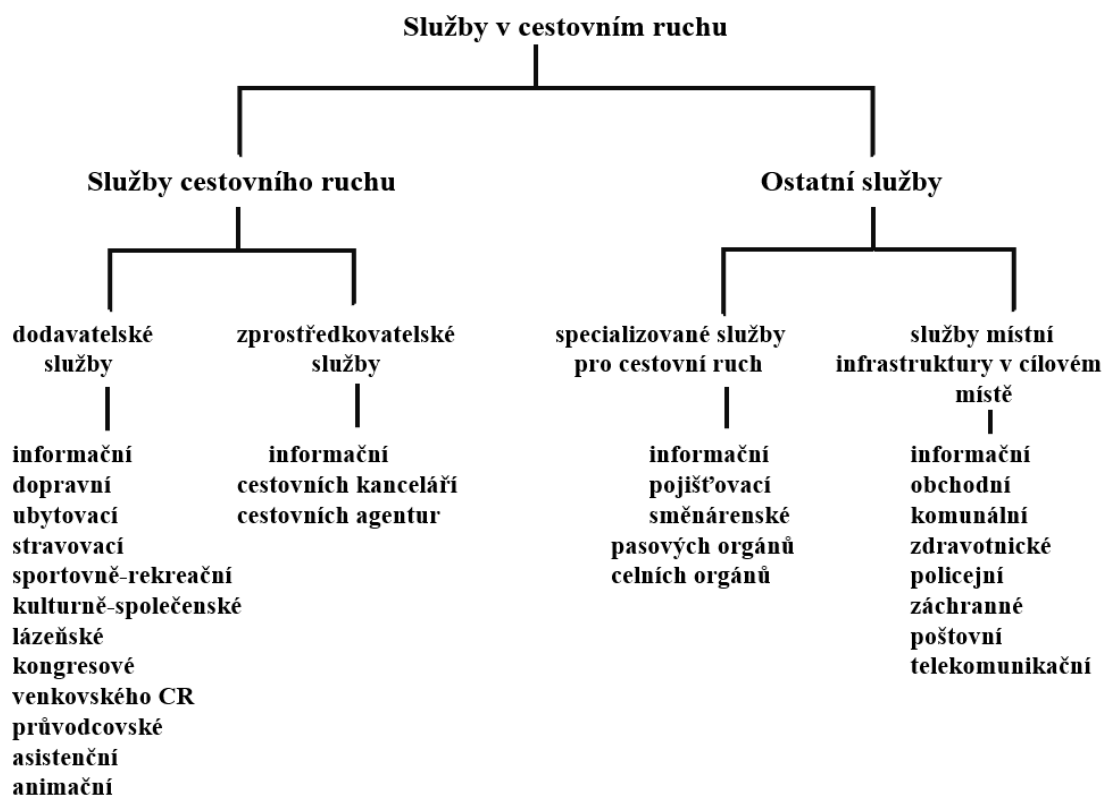 Služby v cestovním ruchu
Služby cestovního ruchu
Ostatní služby
dodavatelské
služby
zprostředkovatelské
služby
specializované služby
pro cestovní ruch
služby místní
infrastruktury v cílovém
místě
informační
dopravní
ubytovací
stravovací
sportovně-rekreační
kulturně-společenské
lázeňské
kongresové
venkovského CR
průvodcovské
asistenční
animační
informační
cestovních kanceláří
cestovních agentur
informační
pojišťovací
směnárenské
pasových orgánů
celních orgánů
informační
obchodní
komunální
zdravotnické
policejní
záchranné
poštovní
telekomunikační